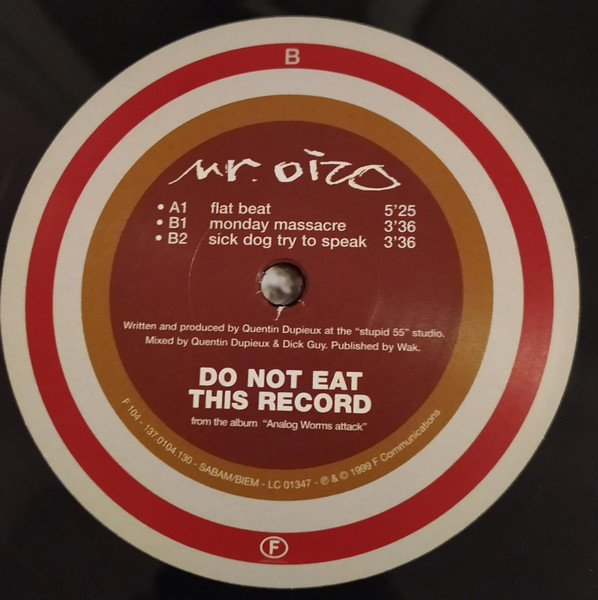 B
mr. oizo
• A1 flat beat 5'25
• B1 monday massacre 3'36
• B2 sick dog try to speak 3'36
Written and produced by Quentin Dupieux at the "stupid 55" studio.
Mixed by Quentin Dupieux & Dick Guy. Published by Wak.
DO NOT EAT
THIS RECORD
from the album "Analog Worms attack"
F 104 - 137 0104 130 - SABAM/BIEM - LC 01347 - ℗ & © 1999 F Communications
F